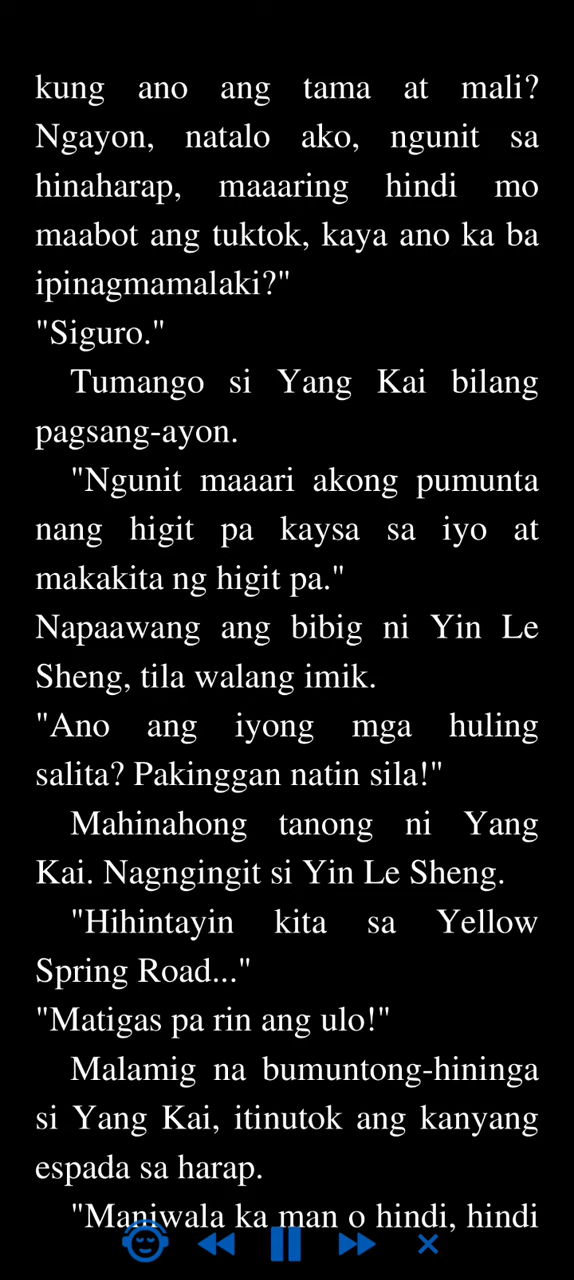 kung ano ang tama at mali?
Ngayon, natalo ako, ngunit sa
hinaharap, maaaring hindi mo
maabot ang tuktok, kaya ano ka ba
ipinagmamalaki?"
"Siguro."
Tumango si Yang Kai bilang
pagsang-ayon.
"Ngunit maaari akong pumunta
nang higit pa kaysa sa iyo at
makakita ng higit pa."
Napaawang ang bibig ni Yin Le
Sheng, tila walang imik.
"Ano ang iyong mga huling
salita? Pakinggan natin sila!"
Mahinahong tanong ni Yang
Kai. Nagngingit si Yin Le Sheng.
"Hihintayin kita sa Yellow
Spring Road..."
"Matigas pa rin ang ulo!"
Malamig na bumuntong-hininga
si Yang Kai, itinutok ang kanyang
espada sa harap.
"Maniwala ka man o hindi, hindi